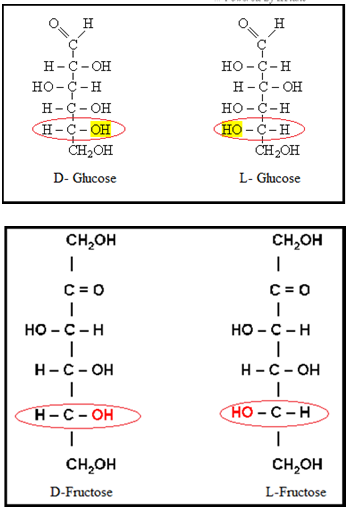 O H O H
C C
H – C – OH HO – C – H
HO – C – H H – C – OH
H – C – OH HO – C – H
H – C – OH HO – C – H
CH₂OH CH₂OH
D- Glucose L- Glucose
CH₂OH CH₂OH
C = O C = O
HO – C – H HO – C – H
H – C – OH H – C – OH
H – C – OH HO – C – H
CH₂OH CH₂OH
D-Fructose L-Fructose